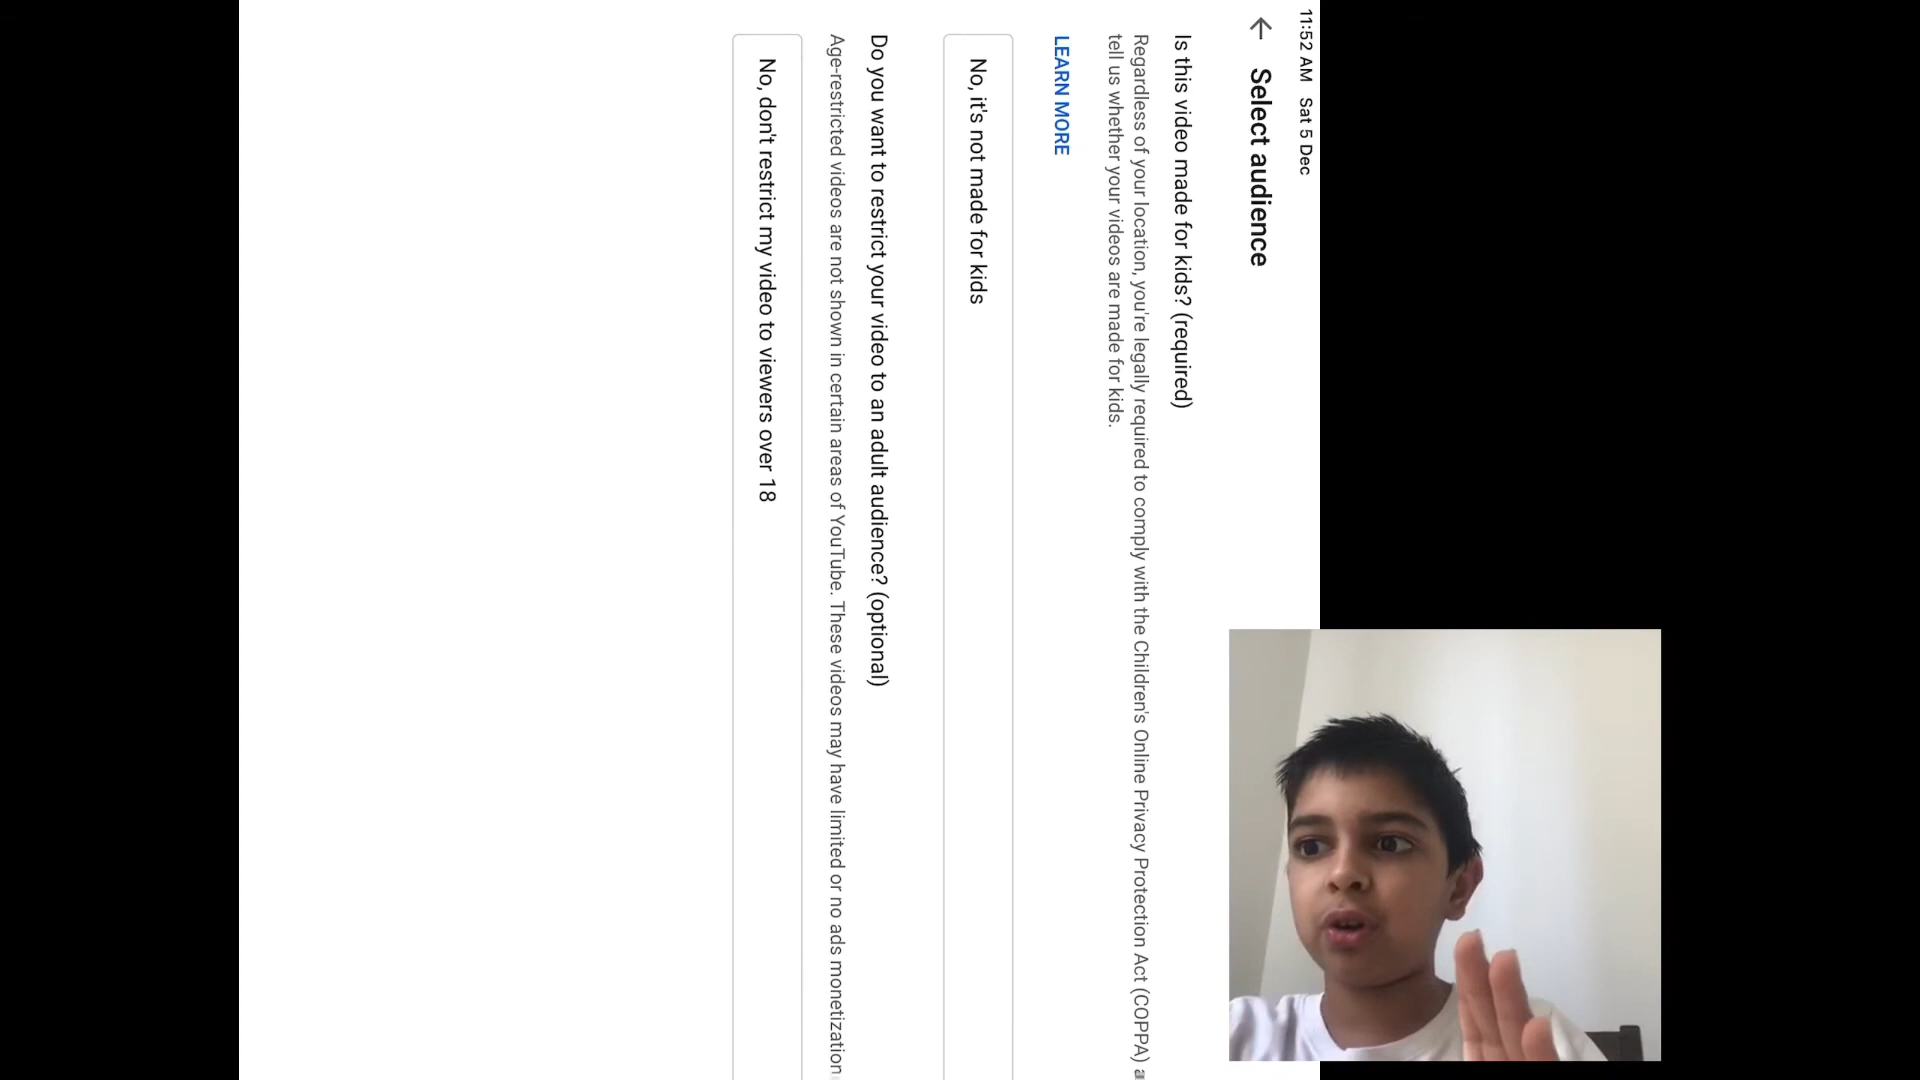 11:52 AM Sat 5 Dec
Select audience
Is this video made for kids? (required)
Regardless of your location, you're legally required to comply with the Children's Online Privacy Protection Act (COPPA)
tell us whether your videos are made for kids.
LEARN MORE
No, it's not made for kids
Do you want to restrict your video to an adult audience? (optional)
Age-restricted videos are not shown in certain areas of YouTube. These videos may have limited or no ads monetization
No, don't restrict my video to viewers over 18